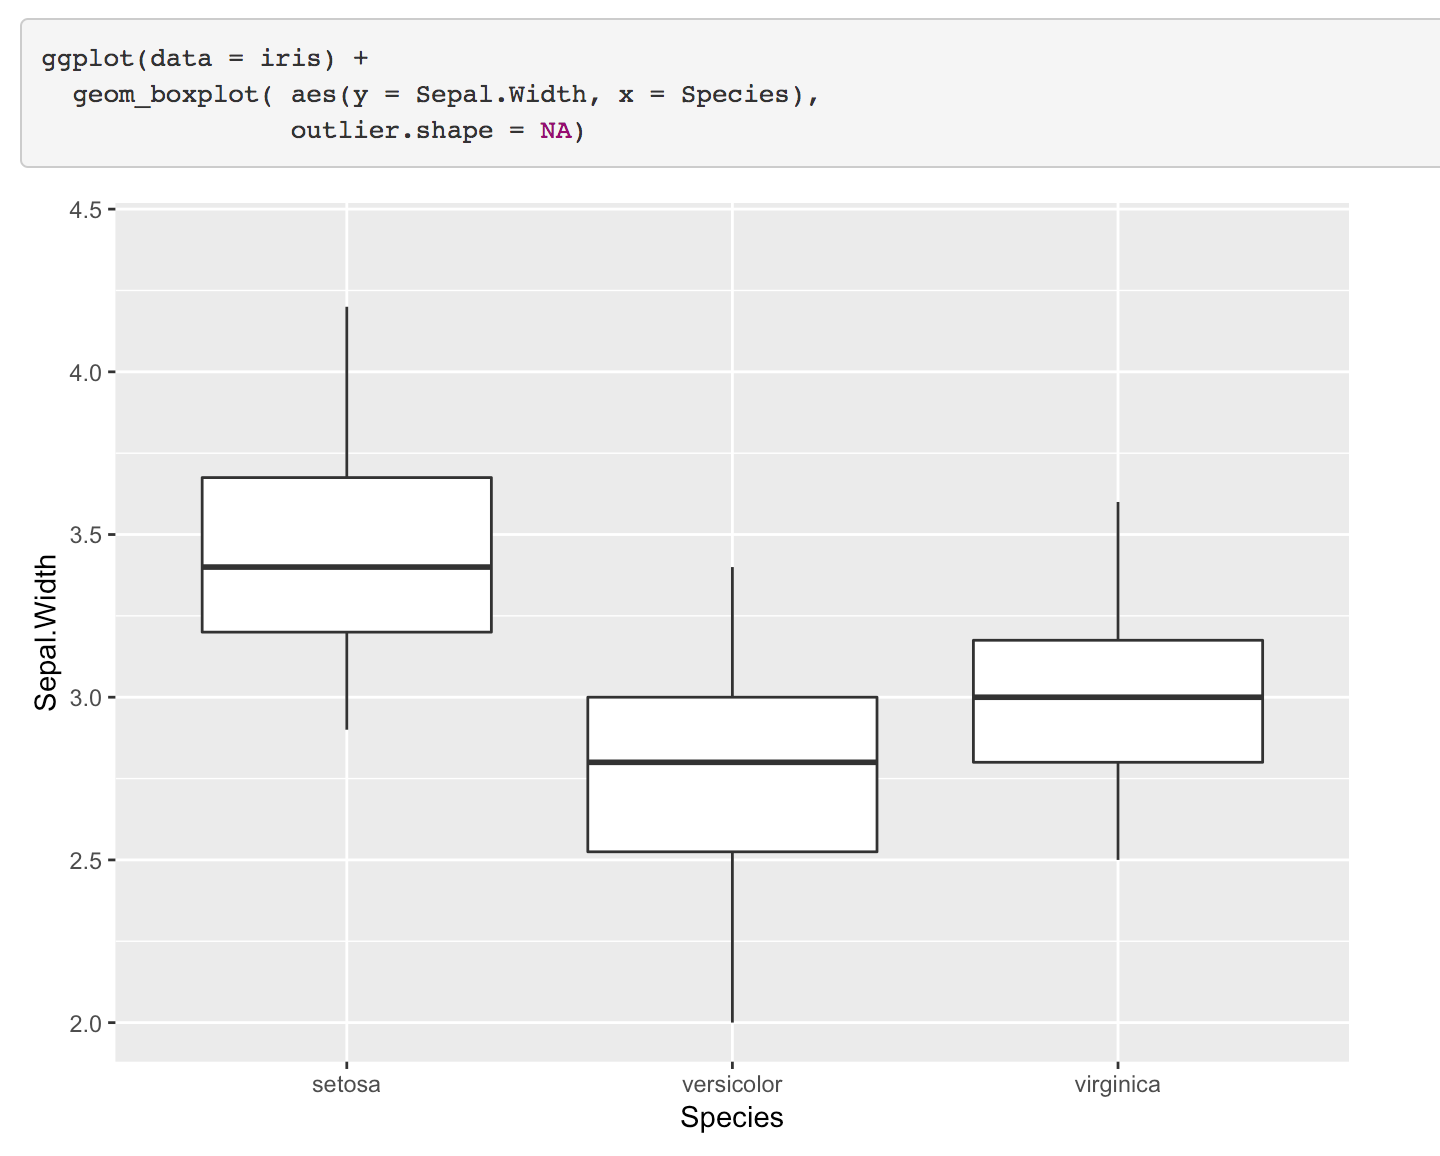 ggplot(data = iris) +
  geom_boxplot( aes(y = Sepal.Width, x = Species),
                outlier.shape = NA)
4.5
4.0
3.5
3.0
2.5
2.0
Sepal.Width
setosa versicolor virginica
Species